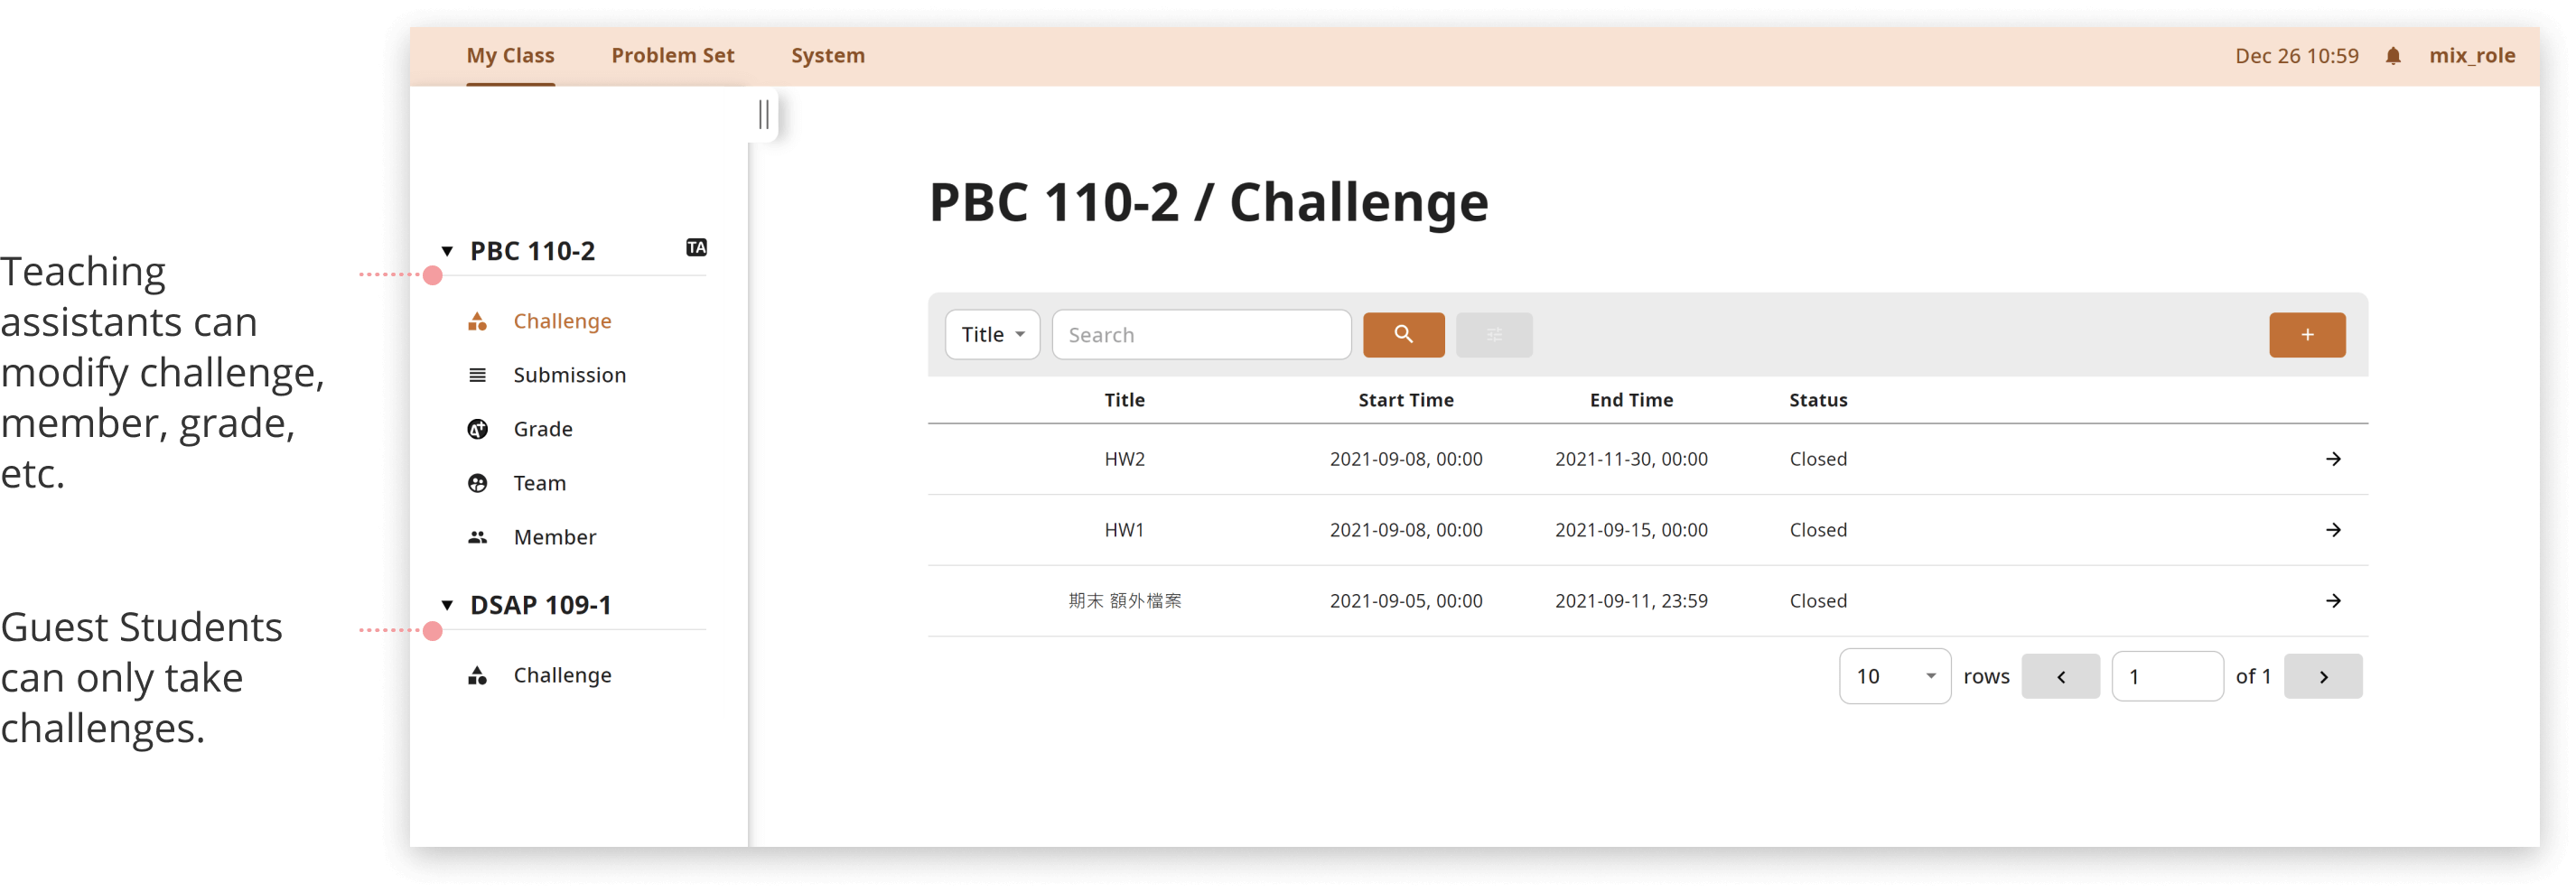 My Class Problem Set System Dec 26 10:59 mix_role
Teaching
assistants can
modify challenge,
member, grade,
etc.
Guest Students
can only take
challenges.
PBC 110-2 TA
Challenge
Submission
Grade
Team
Member
DSAP 109-1
Challenge
PBC 110-2 / Challenge
Title Search +
Title Start Time End Time Status
HW2 2021-09-08, 00:00 2021-11-30, 00:00 Closed
HW1 2021-09-08, 00:00 2021-09-15, 00:00 Closed
期末 額外檔案 2021-09-05, 00:00 2021-09-11, 23:59 Closed
10 rows 1 of 1